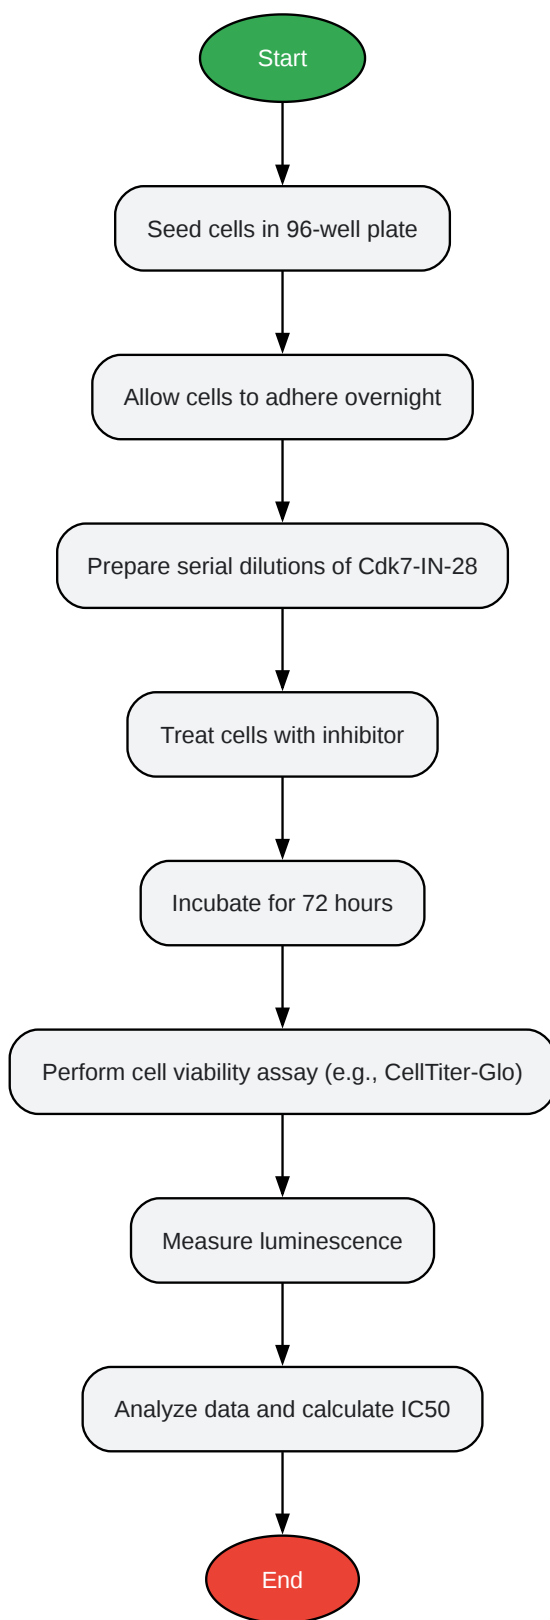 Start
Seed cells in 96-well plate
Allow cells to adhere overnight
Prepare serial dilutions of Cdk7-IN-28
Treat cells with inhibitor
Incubate for 72 hours
Perform cell viability assay (e.g., CellTiter-Glo)
Measure luminescence
Analyze data and calculate IC50
End